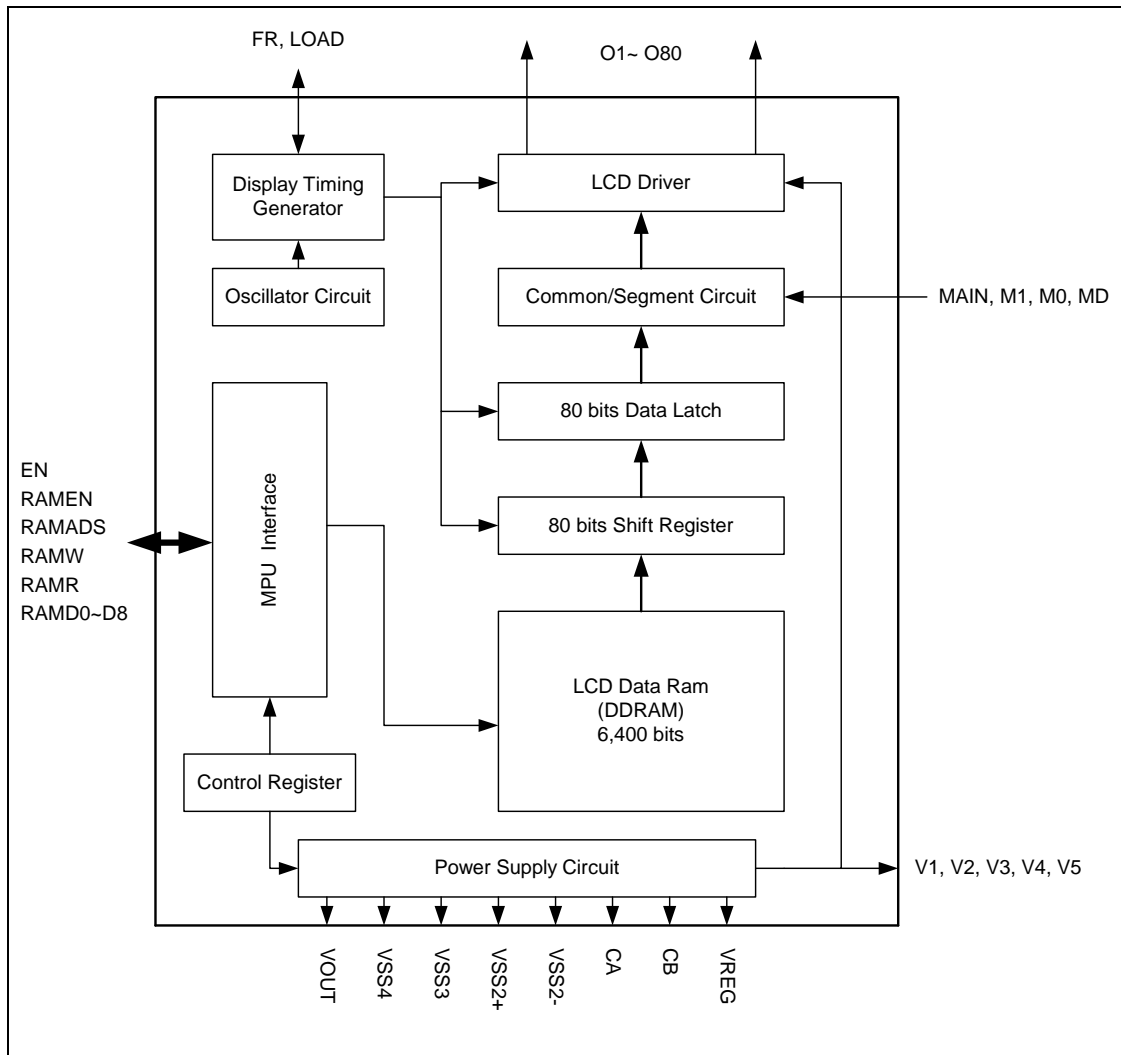 FR, LOAD
O1~ O80
Display Timing
Generator
LCD Driver
Oscillator Circuit
Common/Segment Circuit
MAIN, M1, M0, MD
80 bits Data Latch
EN
RAMEN
RAMADS
RAMW
RAMR
RAMD0~D8
MPU Interface
80 bits Shift Register
LCD Data Ram
(DDRAM)
6,400 bits
Control Register
Power Supply Circuit
V1, V2, V3, V4, V5
VOUT
VSS4
VSS3
VSS2+
VSS2-
CA
CB
VREG